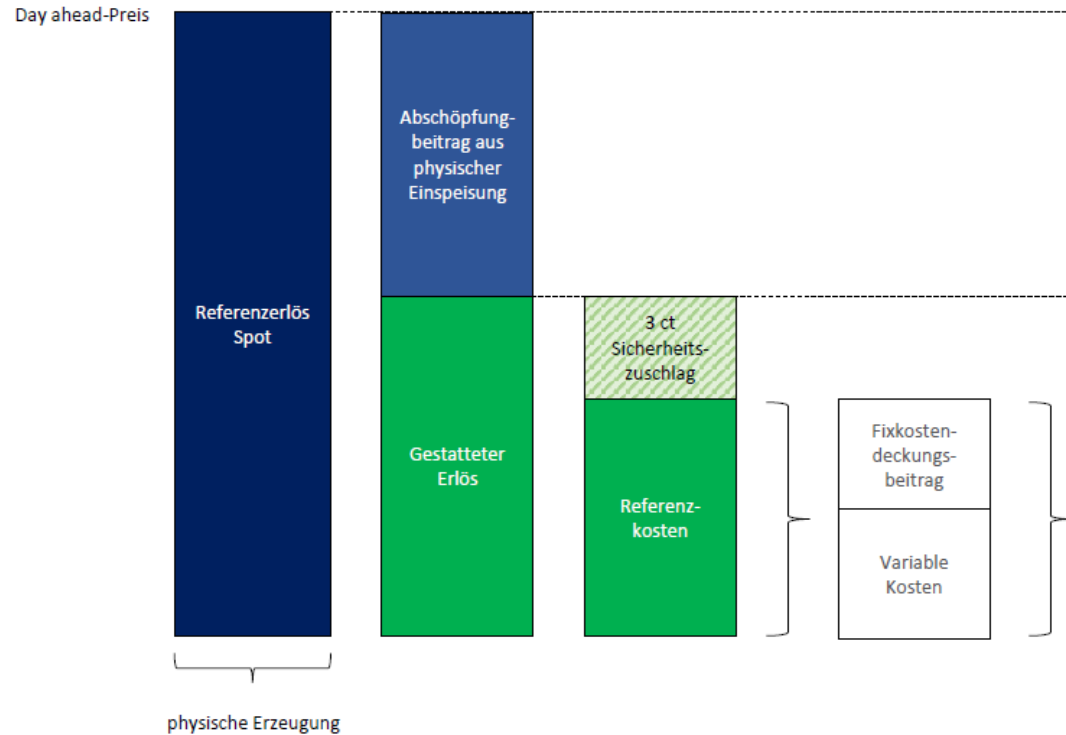 Day ahead-Preis
Referenzerlös
Spot
Abschöpfung-
beitrag aus
physischer
Einspeisung
Gestatteter
Erlös
3 ct
Sicherheits-
zuschlag
Referenz-
kosten
Fixkosten-
deckungs-
beitrag
Variable
Kosten
physische Erzeugung